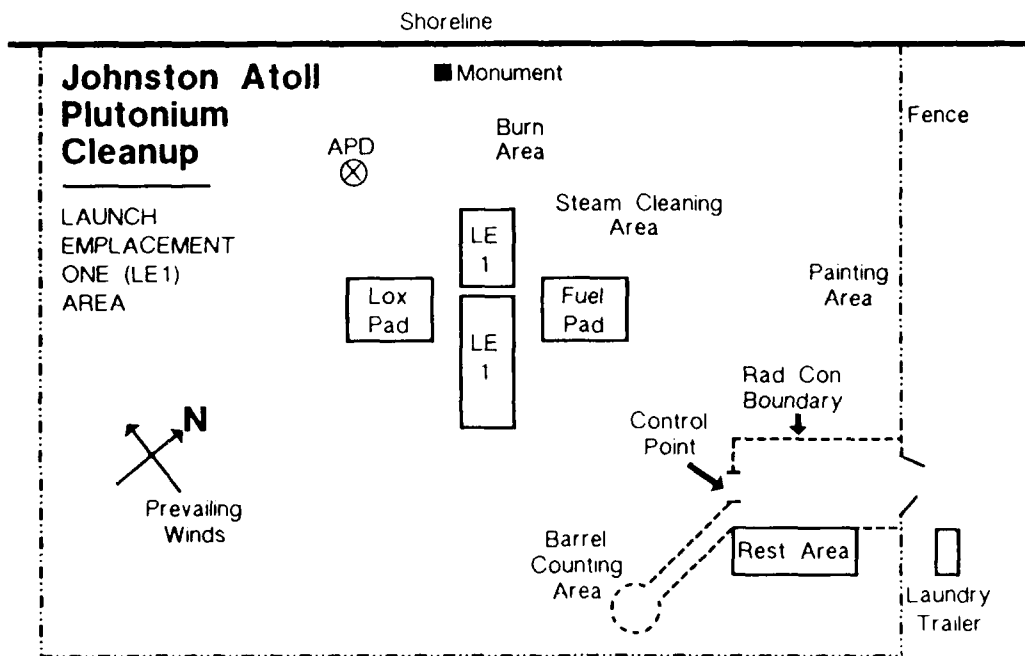 Shoreline
Johnston Atoll
Plutonium
Cleanup
LAUNCH
EMPLACEMENT
ONE (LE1)
AREA
Monument
APD
Burn
Area
Steam Cleaning
Area
Fence
Painting
Area
LE
1
Lox
Pad
Fuel
Pad
LE
1
N
Prevailing
Winds
Rad Con
Boundary
Control
Point
Barrel
Counting
Area
Rest Area
Laundry
Trailer